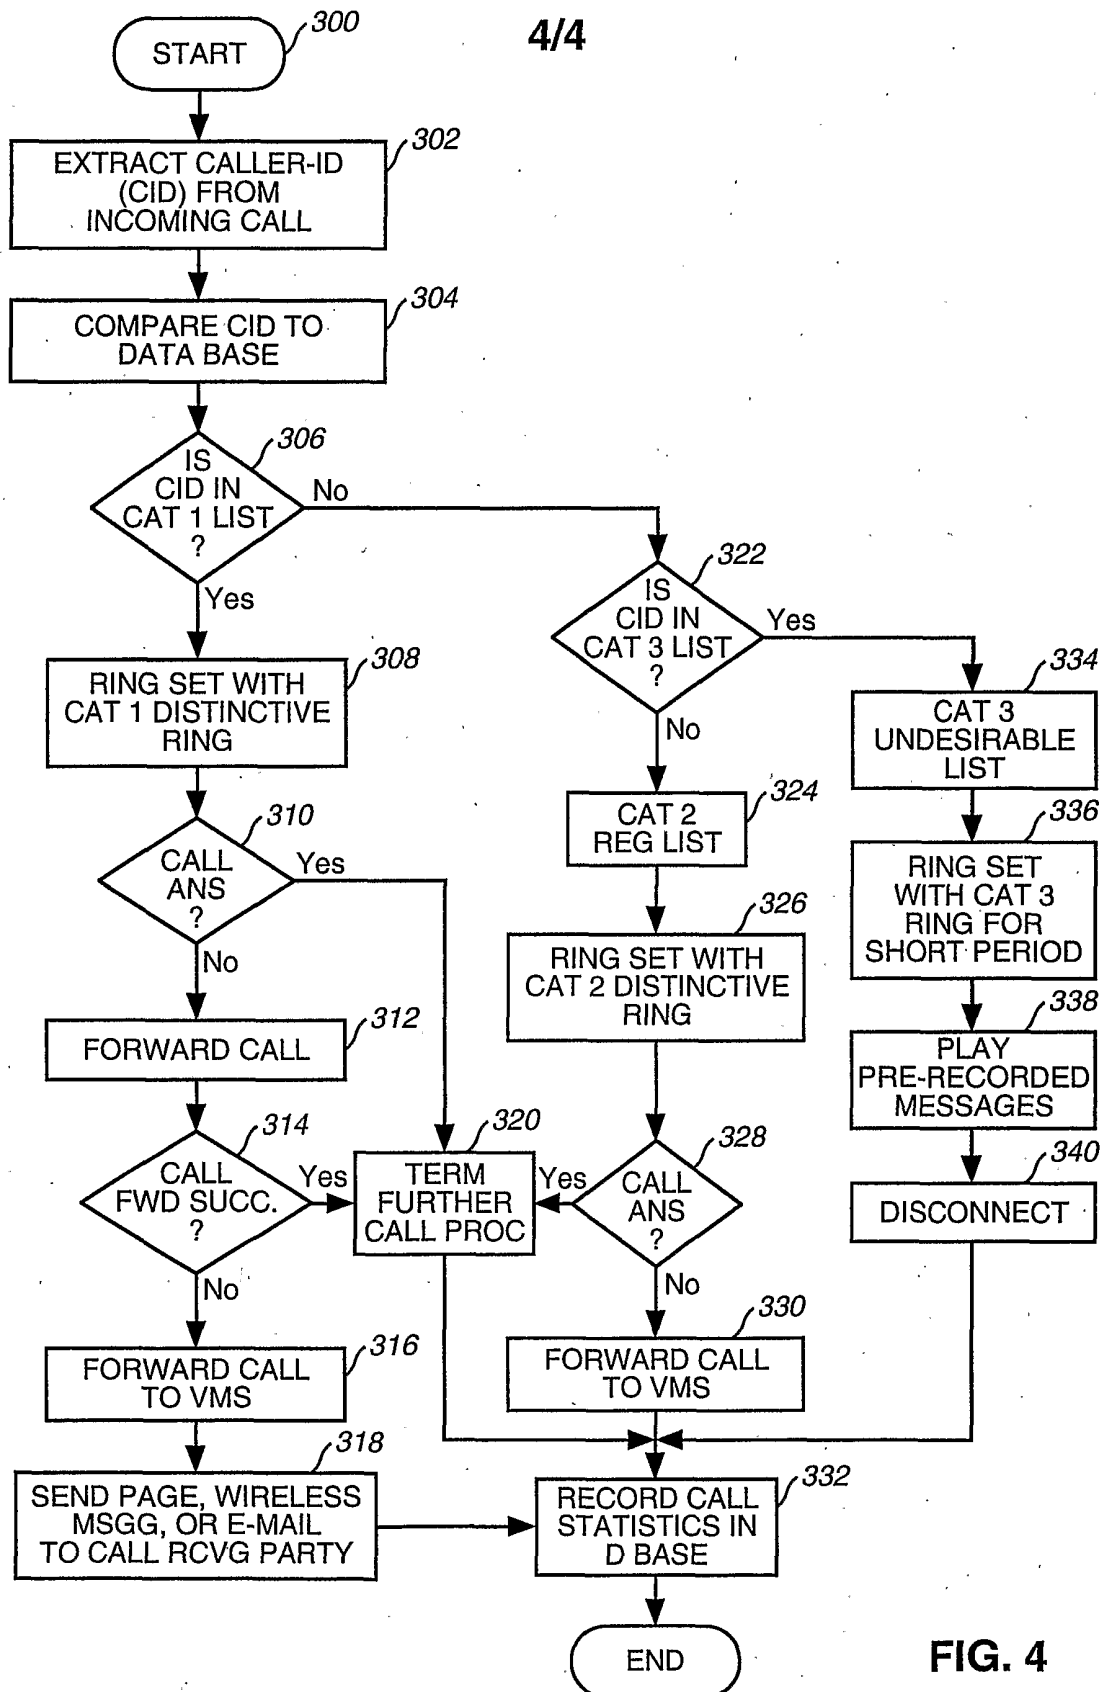 4/4
300
START
302
EXTRACT CALLER-ID
(CID) FROM
INCOMING CALL
304
COMPARE CID TO
DATA BASE
306
IS
CID IN
CAT 1 LIST
?
No
Yes
308
RING SET WITH
CAT 1 DISTINCTIVE
RING
310
CALL
ANS
?
Yes
No
312
FORWARD CALL
314
CALL
FWD SUCC.
?
Yes
No
316
FORWARD CALL
TO VMS
318
SEND PAGE, WIRELESS
MSGG, OR E-MAIL
TO CALL RCVG PARTY
320
TERM
FURTHER
CALL PROC
322
IS
CID IN
CAT 3 LIST
?
Yes
No
324
CAT 2
REG LIST
326
RING SET WITH
CAT 2 DISTINCTIVE
RING
328
CALL
ANS
?
Yes
No
330
FORWARD CALL
TO VMS
332
RECORD CALL
STATISTICS IN
D BASE
END
334
CAT 3
UNDESIRABLE
LIST
336
RING SET
WITH CAT 3
RING FOR
SHORT PERIOD
338
PLAY
PRE-RECORDED
MESSAGES
340
DISCONNECT
FIG. 4